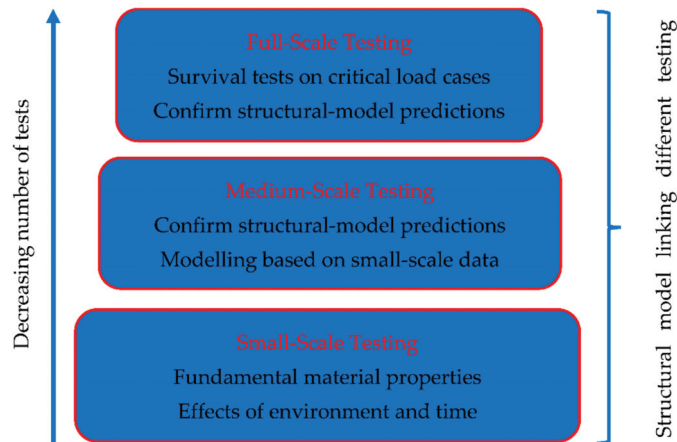 Full-Scale Testing
Survival tests on critical load cases
Confirm structural-model predictions
Medium-Scale Testing
Confirm structural-model predictions
Modelling based on small-scale data
Small-Scale Testing
Fundamental material properties
Effects of environment and time
Decreasing number of tests
Structural model linking different testing